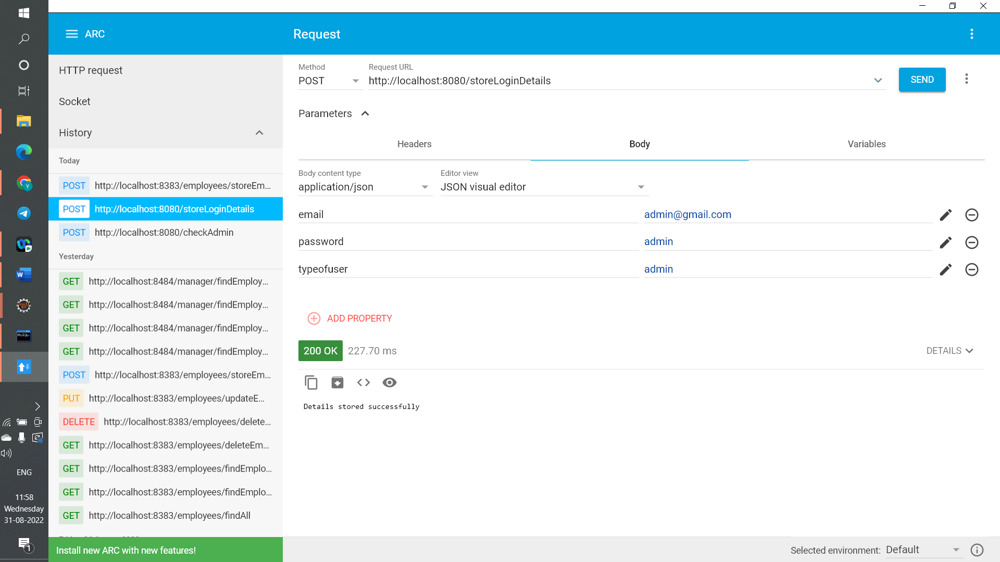 ARC
Request
HTTP request
Socket
History
Today
POST http://localhost:8383/employees/storeEm...
POST http://localhost:8080/storeLoginDetails
POST http://localhost:8080/checkAdmin
Yesterday
GET http://localhost:8484/manager/findEmploy...
GET http://localhost:8484/manager/findEmploy...
GET http://localhost:8484/manager/findEmploy...
GET http://localhost:8484/manager/findEmploy...
POST http://localhost:8383/employees/storeEm...
PUT http://localhost:8383/employees/updateE...
DELETE http://localhost:8383/employees/delete...
GET http://localhost:8383/employees/deleteEm...
GET http://localhost:8383/employees/findEmplo...
GET http://localhost:8383/employees/findEmplo...
GET http://localhost:8383/employees/findAll
Install new ARC with new features!
Method
POST
Request URL
http://localhost:8080/storeLoginDetails
SEND
Parameters
Headers
Body
Variables
Body content type
application/json
Editor view
JSON visual editor
email admin@gmail.com
password admin
typeofuser admin
ADD PROPERTY
200 OK 227.70 ms
DETAILS
Details stored successfully
Selected environment: Default
ENG
11:58
Wednesday
31-08-2022
1